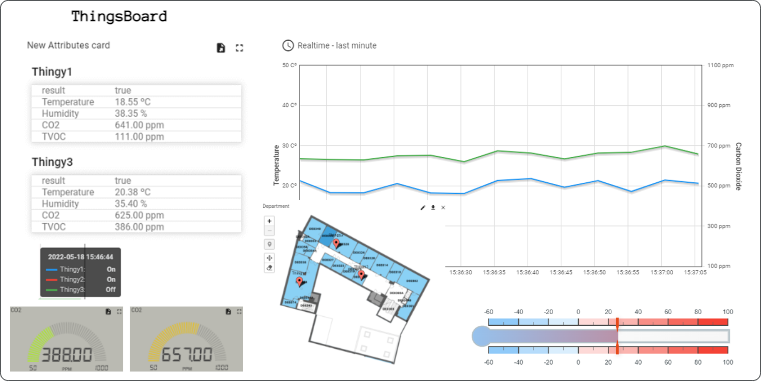 ThingsBoard
New Attributes card
Thingy1
result true
Temperature 18.55 ºC
Humidity 38.35 %
CO2 641.00 ppm
TVOC 111.00 ppm
Thingy3
result true
Temperature 20.38 ºC
Humidity 35.40 %
CO2 625.00 ppm
TVOC 386.00 ppm
2022-05-18 15:46:44
Thingy1: On
Thingy2: On
Thingy3: Off
CO2
388.00
50 PPM 1000
CO2
657.00
50 PPM 1000
Realtime - last minute
50 Cº 1100 ppm
40 Cº 900 ppm
30 Cº 700 ppm
20 Cº 500 ppm
300 ppm
100 ppm
Temperature
Carbon Dioxide
15:36:30 15:36:35 15:36:40 15:36:45 15:36:50 15:36:55 15:37:00 15:37:05
Department
-60 -40 -20 0 20 40 60 80 100
-60 -40 -20 0 20 40 60 80 100